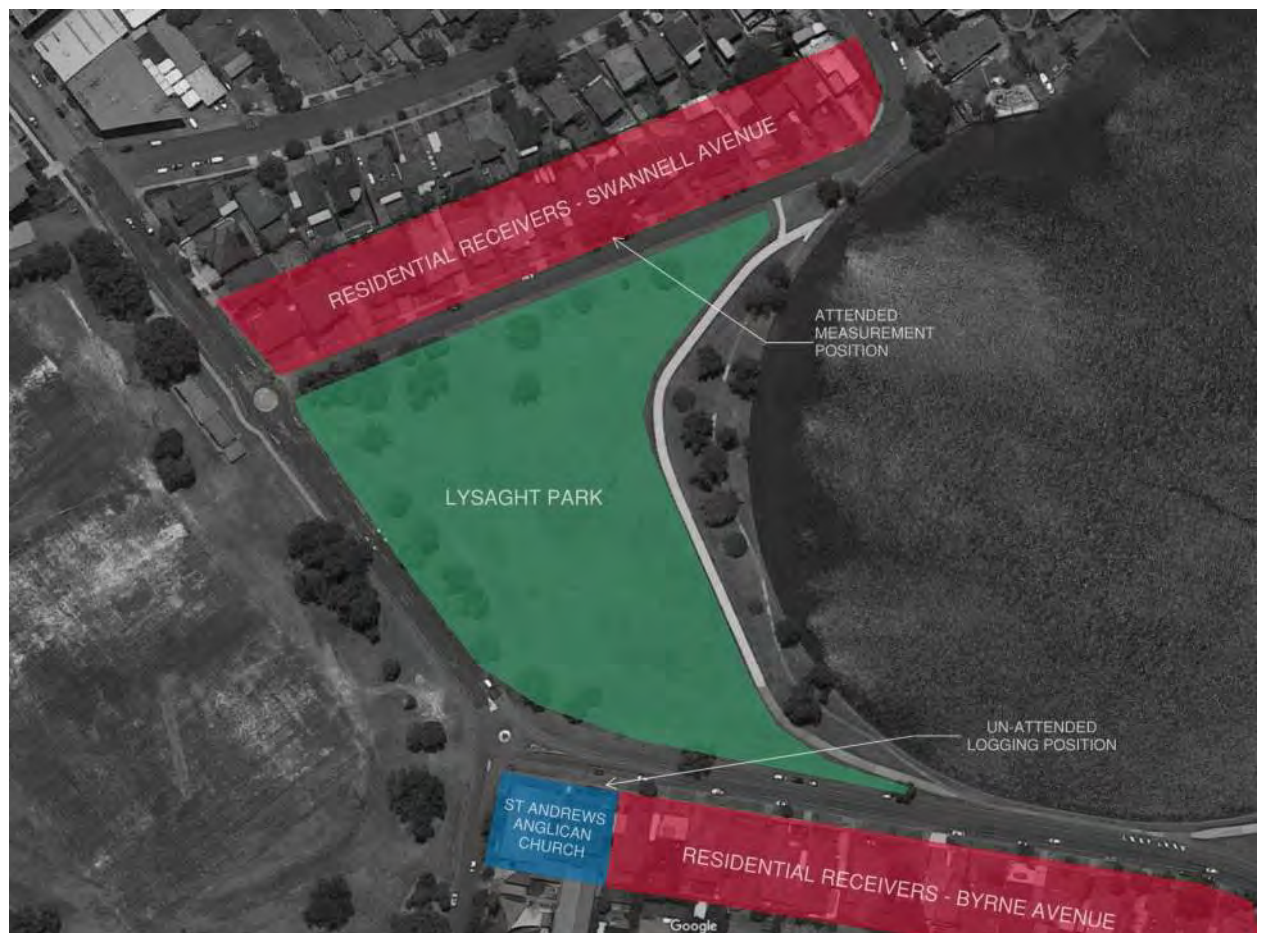 RESIDENTIAL RECEIVERS - SWANNELL AVENUE
ATTENDED
MEASUREMENT
POSITION
LYSAGHT PARK
UN-ATTENDED
LOGGING POSITION
ST ANDREWS
ANGLICAN
CHURCH
RESIDENTIAL RECEIVERS - BYRNE AVENUE
Google